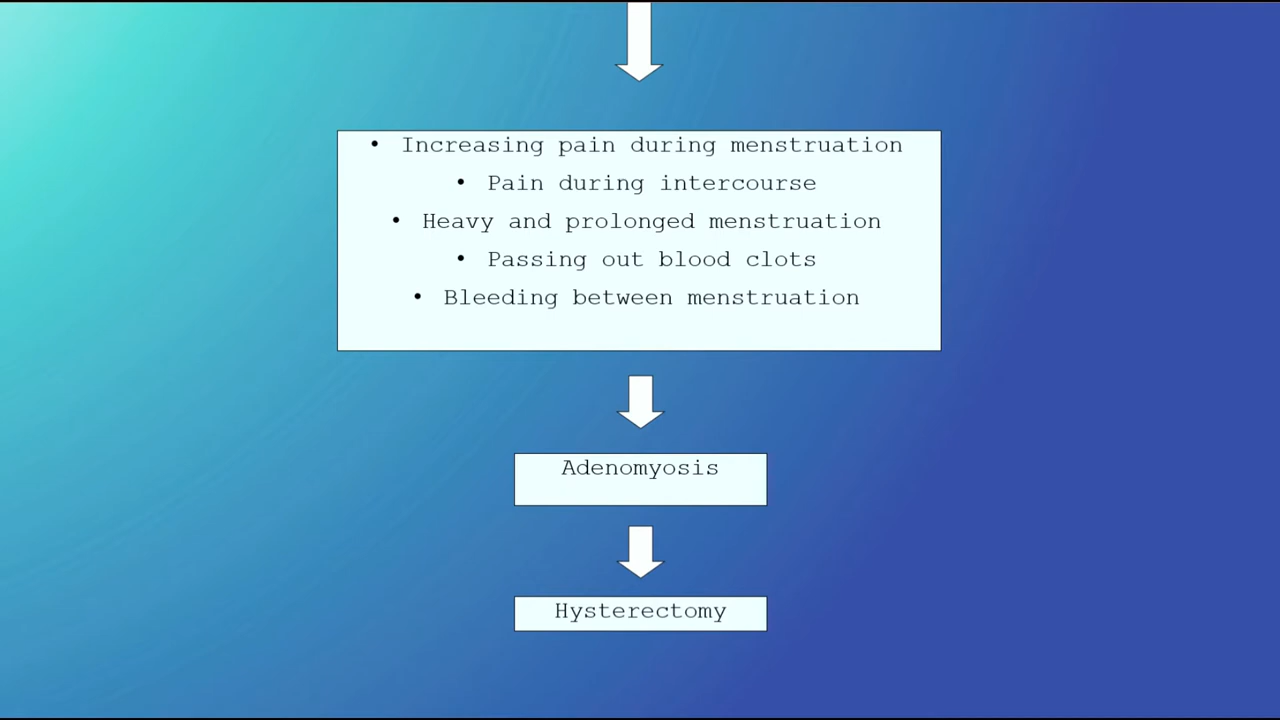 • Increasing pain during menstruation
• Pain during intercourse
• Heavy and prolonged menstruation
• Passing out blood clots
• Bleeding between menstruation
Adenomyosis
Hysterectomy